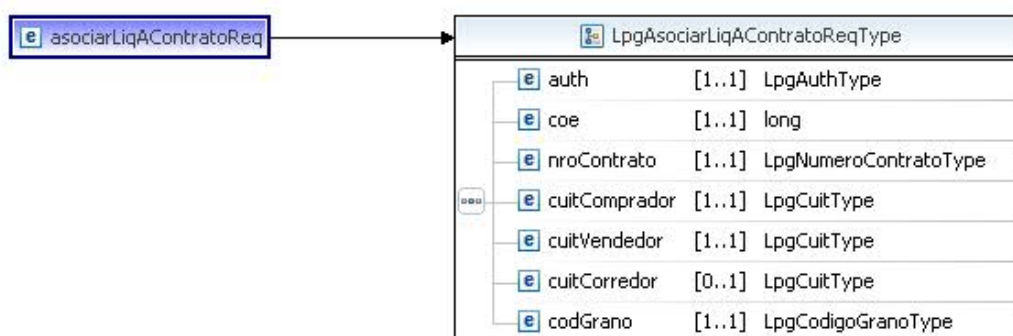 asociarLiqAContratoReq
LpgAsociarLiqAContratoReqType
auth [1..1] LpgAuthType
coe [1..1] long
nroContrato [1..1] LpgNumeroContratoType
cuitComprador [1..1] LpgCuitType
cuitVendedor [1..1] LpgCuitType
cuitCorredor [0..1] LpgCuitType
codGrano [1..1] LpgCodigoGranoType